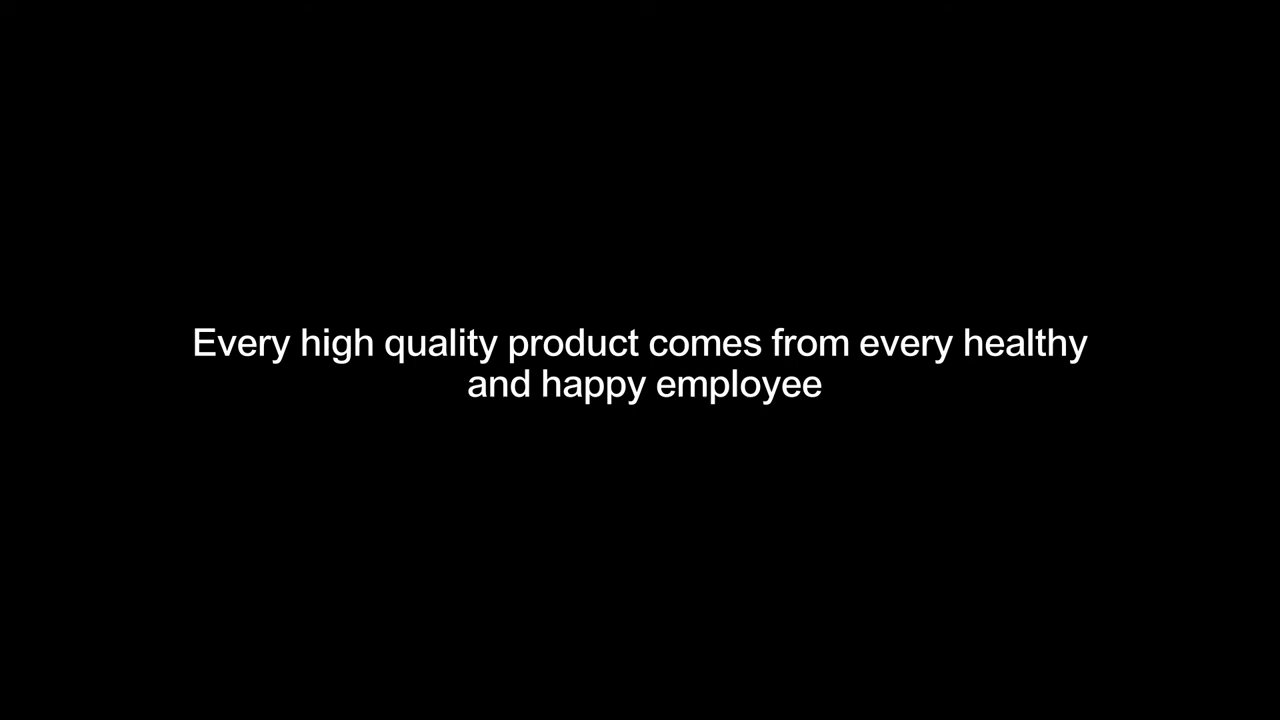 Every high quality product comes from every healthy
and happy employee